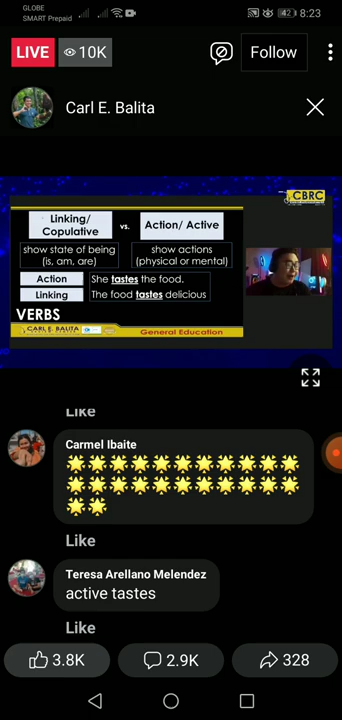 GLOBE
SMART Prepaid
42
8:23
LIVE
10K
Follow
Carl E. Balita
CBRC
Linking/
Copulative
vs.
Action/ Active
show state of being
(is, am, are)
show actions
(physical or mental)
Action
She tastes the food.
Linking
The food tastes delicious
VERBS
CARL E. BALITA
General Education
Like
Carmel Ibaite
Like
Teresa Arellano Melendez
active tastes
Like
3.8K
2.9K
328